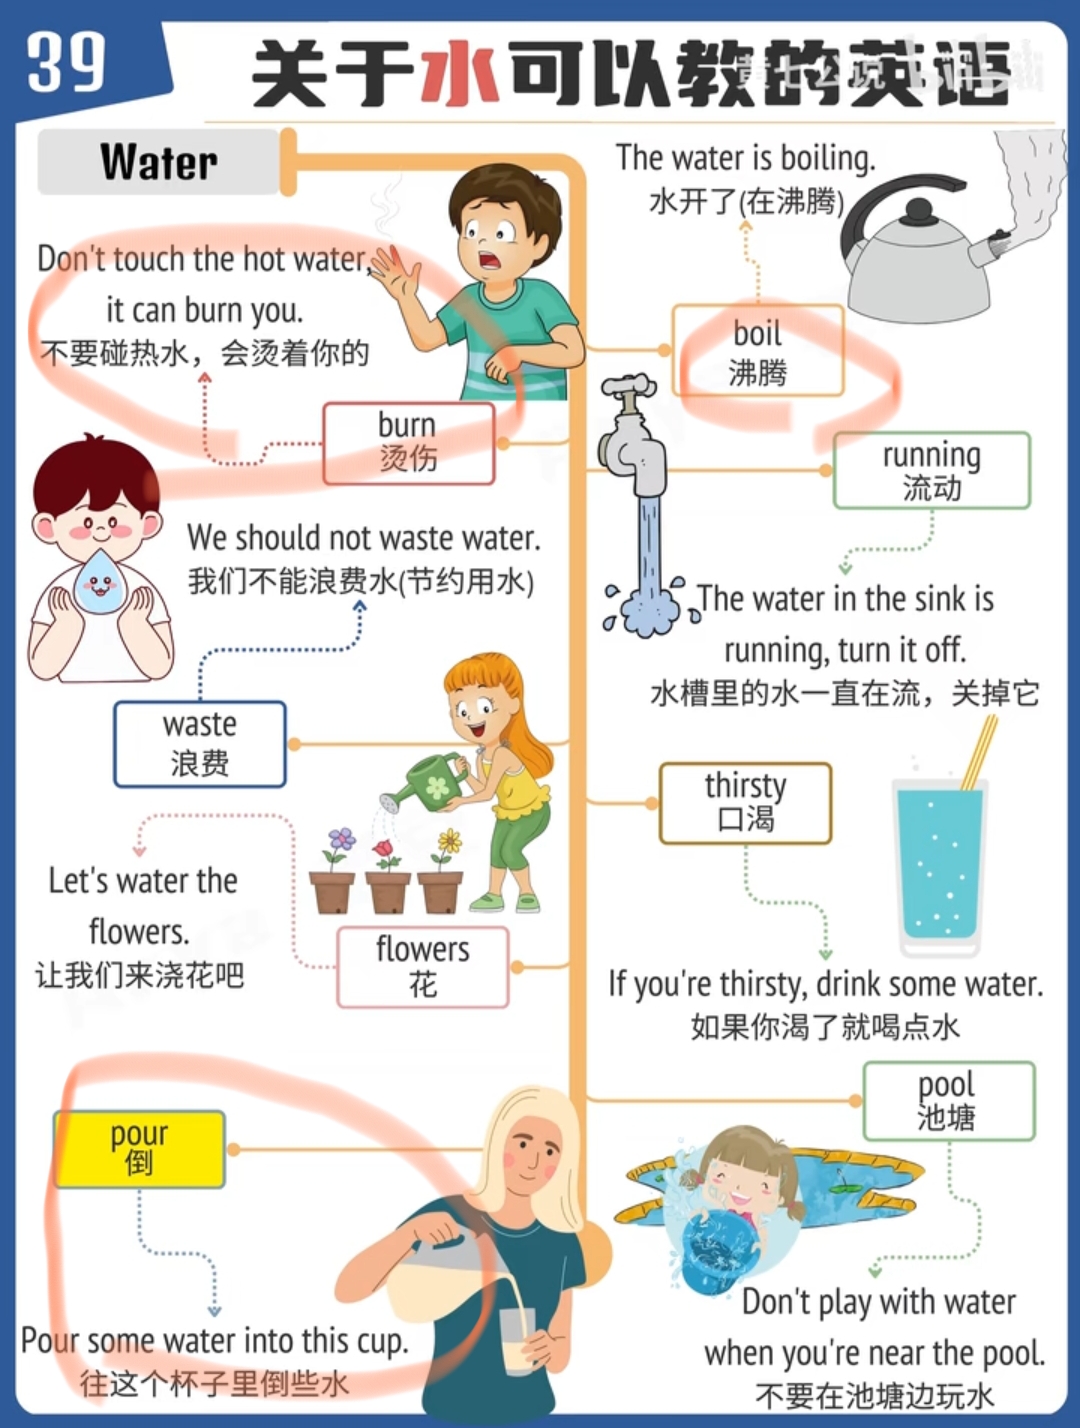 39
关于水可以教的英语
Water
Don't touch the hot water,
it can burn you.
不要碰热水，会烫着你的
burn
烫伤
We should not waste water.
我们不能浪费水(节约用水)
waste
浪费
Let's water the
flowers.
让我们来浇花吧
flowers
花
pour
倒
Pour some water into this cup.
往这个杯子里倒些水
The water is boiling.
水开了(在沸腾)
boil
沸腾
running
流动
The water in the sink is
running, turn it off.
水槽里的水一直在流，关掉它
thirsty
口渴
If you're thirsty, drink some water.
如果你渴了就喝点水
pool
池塘
Don't play with water
when you're near the pool.
不要在池塘边玩水